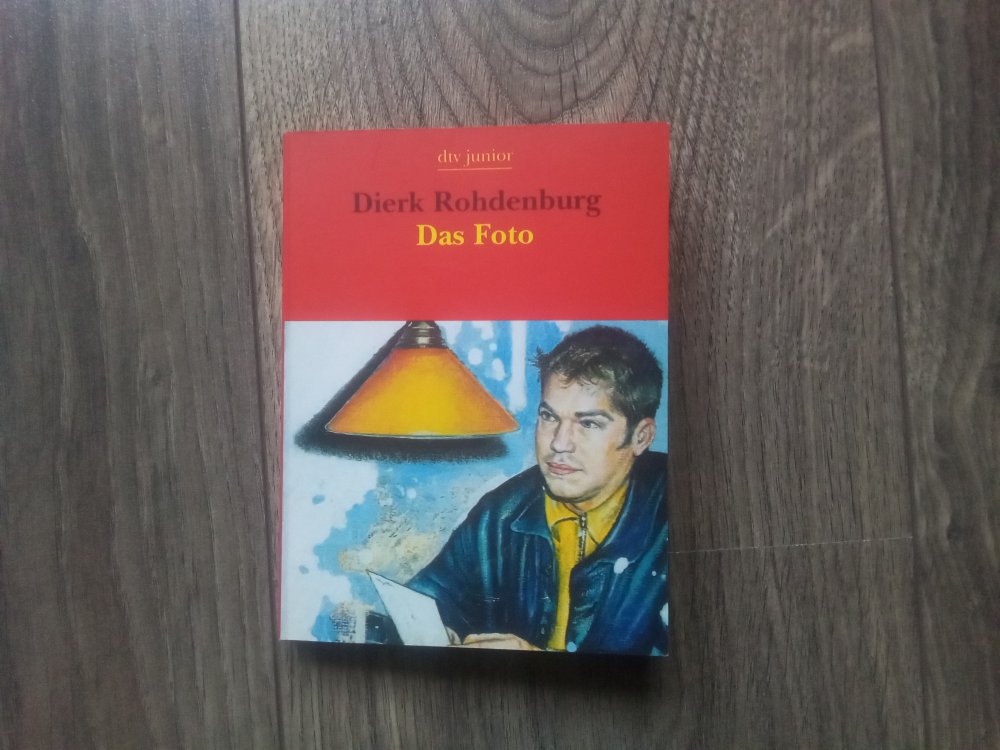 dtv junior
Dierk Rohdenburg
Das Foto